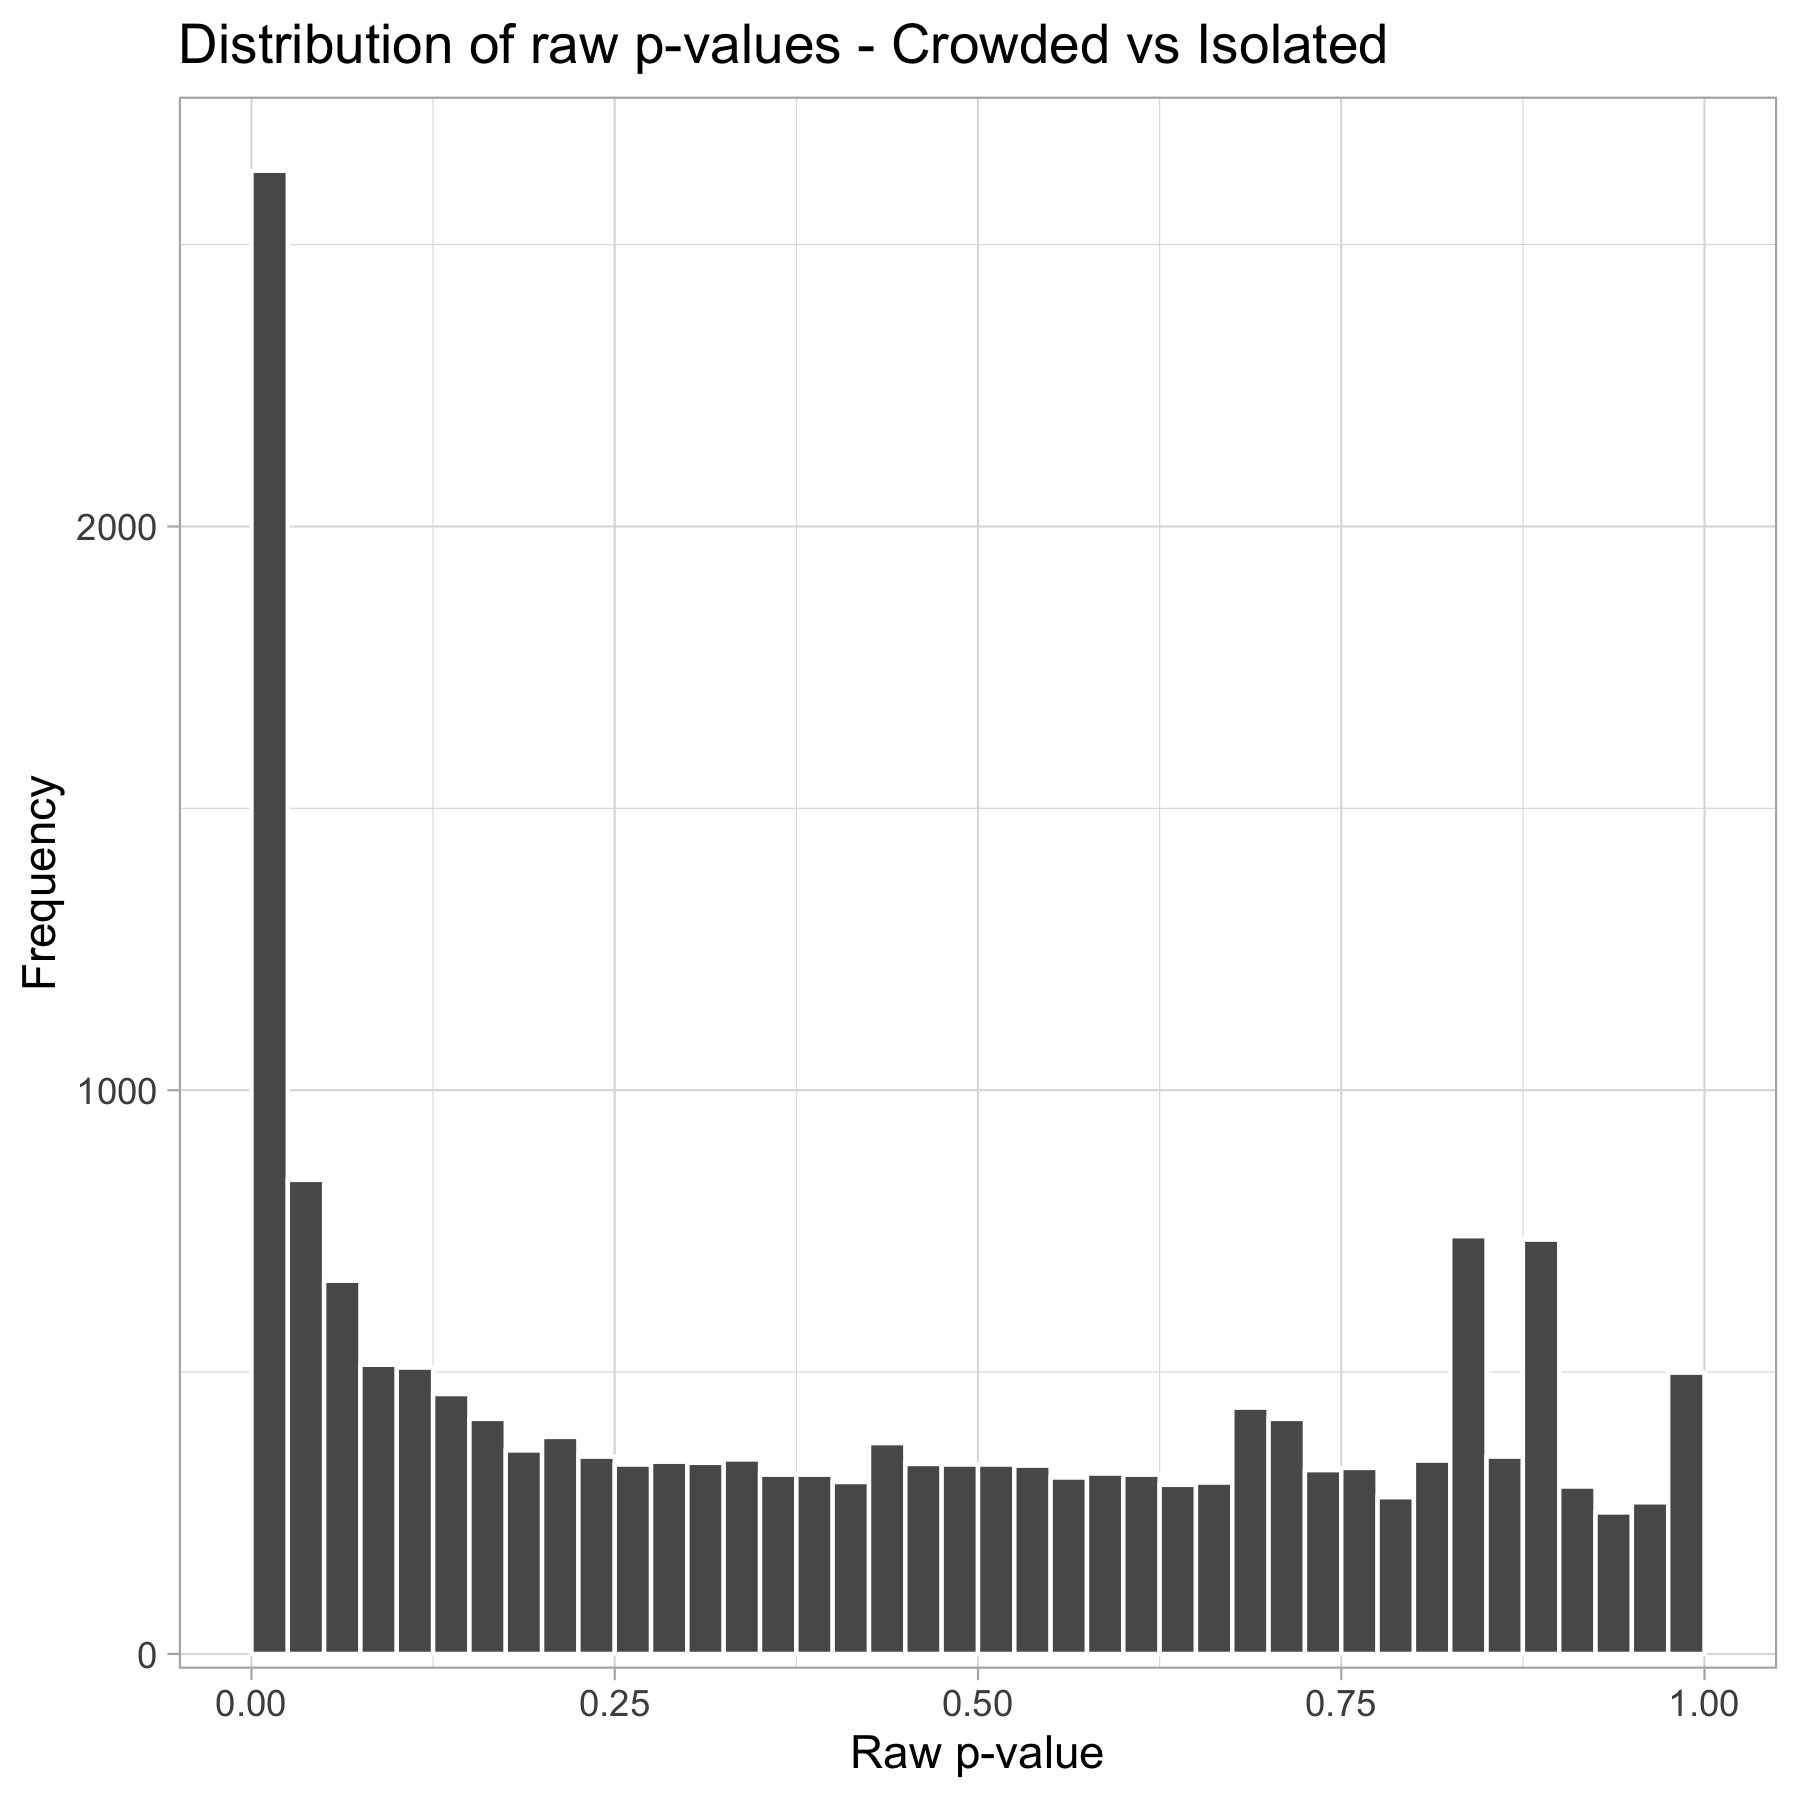 Distribution of raw p-values - Crowded vs Isolated
Frequency
2000
1000
0
0.00 0.25 0.50 0.75 1.00
Raw p-value